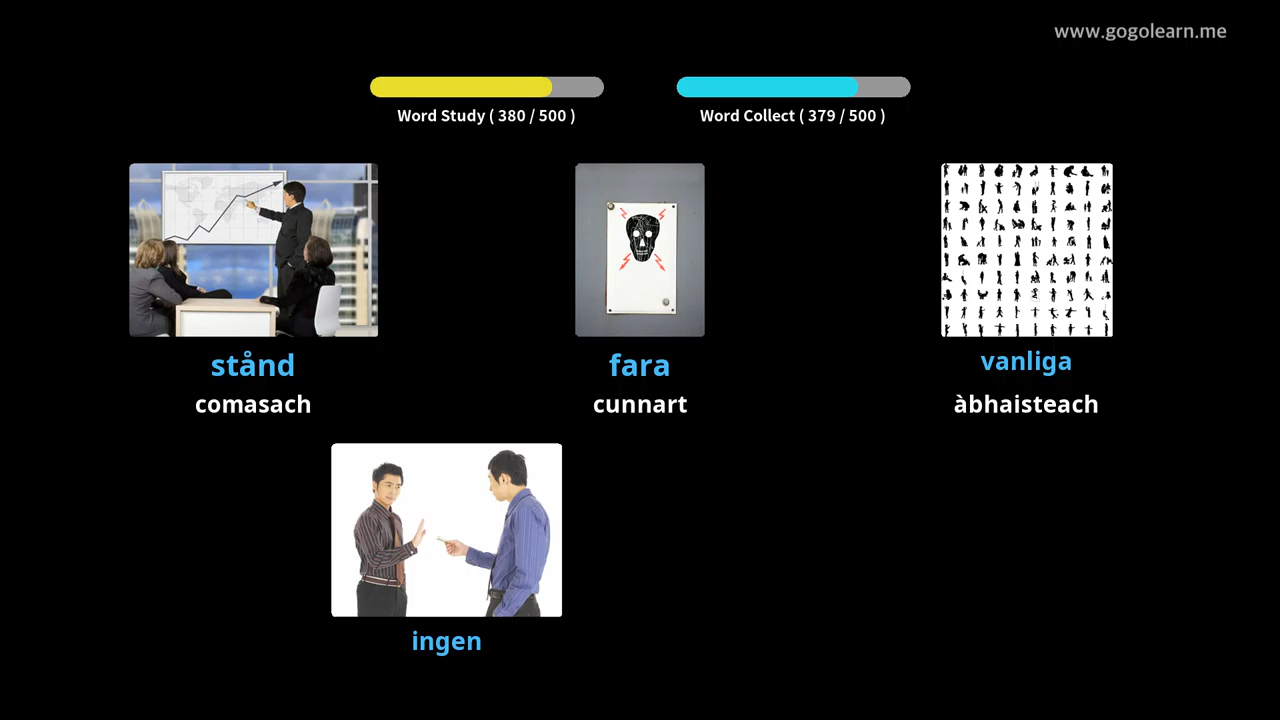 www.gogolearn.me
Word Study ( 380 / 500 )
Word Collect ( 379 / 500 )
stånd
comasach
fara
cunnart
vanliga
àbhaisteach
ingen